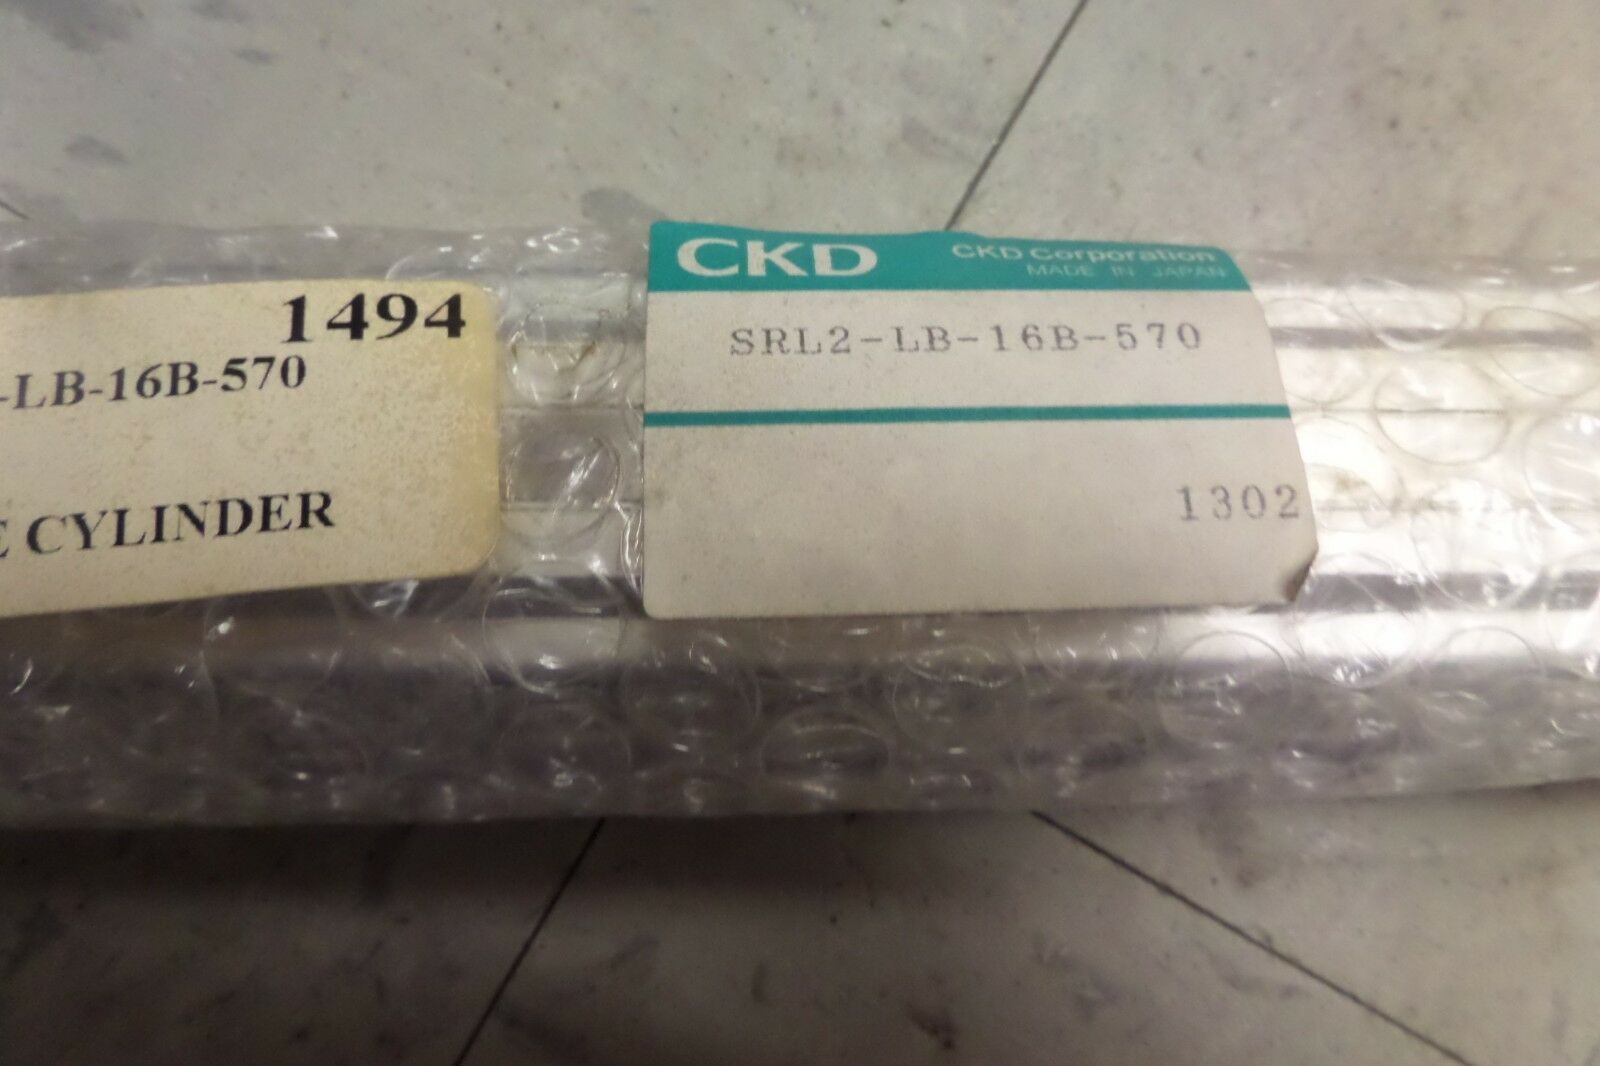 1494
-LB-16B-570
E CYLINDER
CKD
CKD Corporation
MADE IN JAPAN
SRL2-LB-16B-570
1302